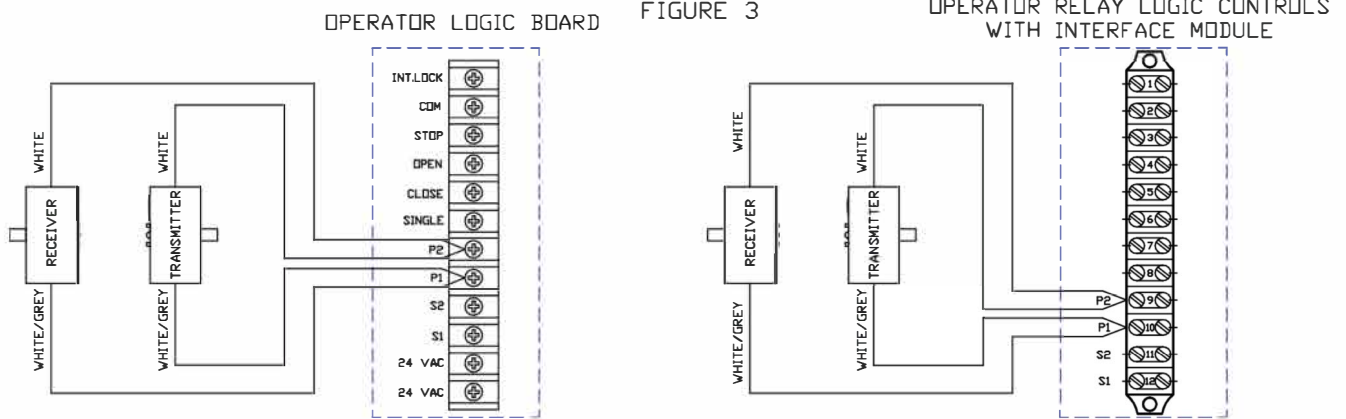 FIGURE 3
OPERATOR LOGIC BOARD
INT.LOCK
COM
STOP
OPEN
CLOSE
SINGLE
P2
P1
S2
S1
24 VAC
24 VAC
WHITE
WHITE
RECEIVER
TRANSMITTER
WHITE/GREY
WHITE/GREY
OPERATOR RELAY LOGIC CONTROLS
WITH INTERFACE MODULE
1
2
3
4
5
6
7
8
P2 9
P1 10
S2 11
S1 12
WHITE
WHITE
RECEIVER
TRANSMITTER
WHITE/GREY
WHITE/GREY